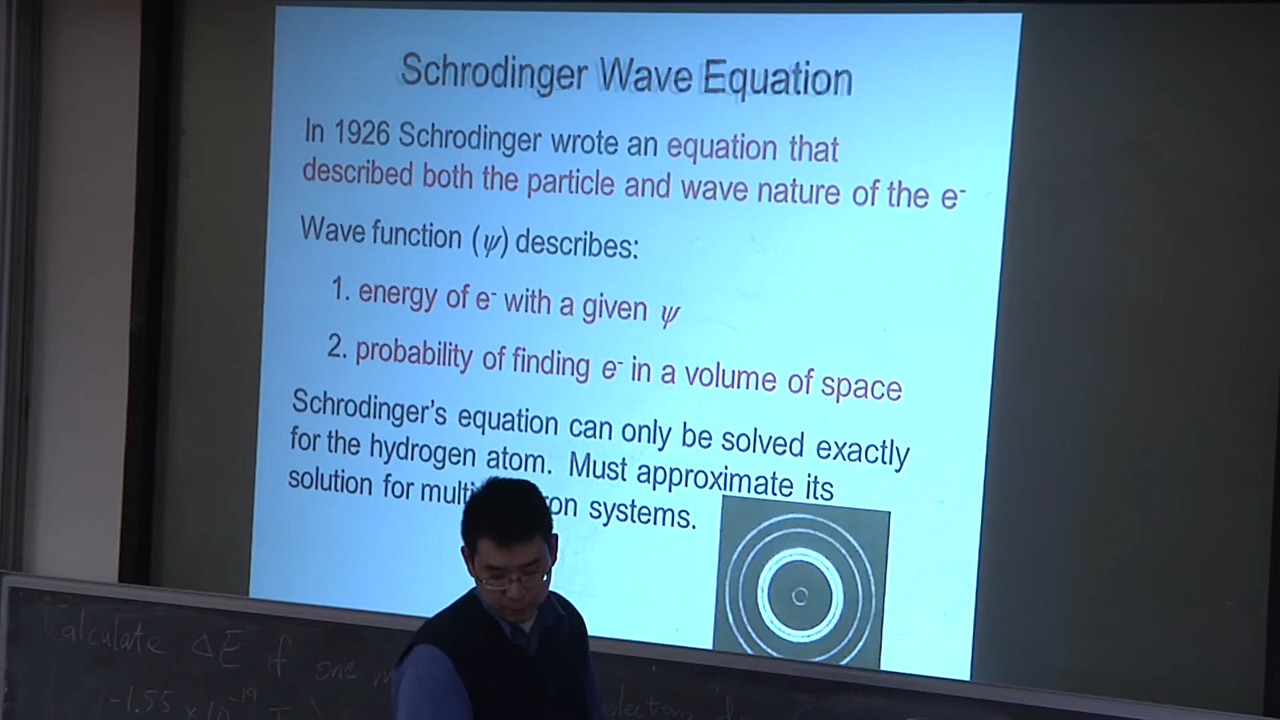 Schrodinger Wave Equation
In 1926 Schrodinger wrote an equation that
described both the particle and wave nature of the e⁻
Wave function (ψ) describes:
1. energy of e⁻ with a given ψ
2. probability of finding e⁻ in a volume of space
Schrodinger's equation can only be solved exactly
for the hydrogen atom. Must approximate its
solution for systems.
Calculate ΔE if one
-1.55 x10⁻¹⁹ J